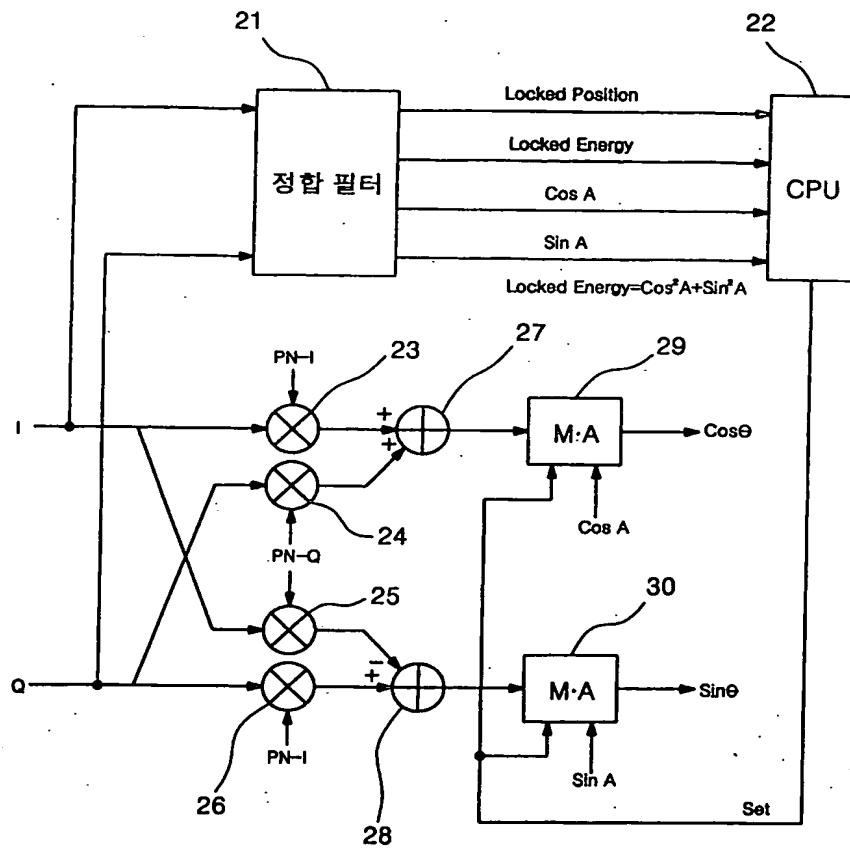 21
22
Locked Position
Locked Energy
정합 필터
CPU
Cos A
Sin A
Locked Energy=Cos²A+Sin²A
PN-I
23
27
29
I
+
+
M·A
Cosθ
24
Cos A
PN-Q
25
30
Q
-
+
M·A
Sinθ
26
PN-I
28
Sin A
Set